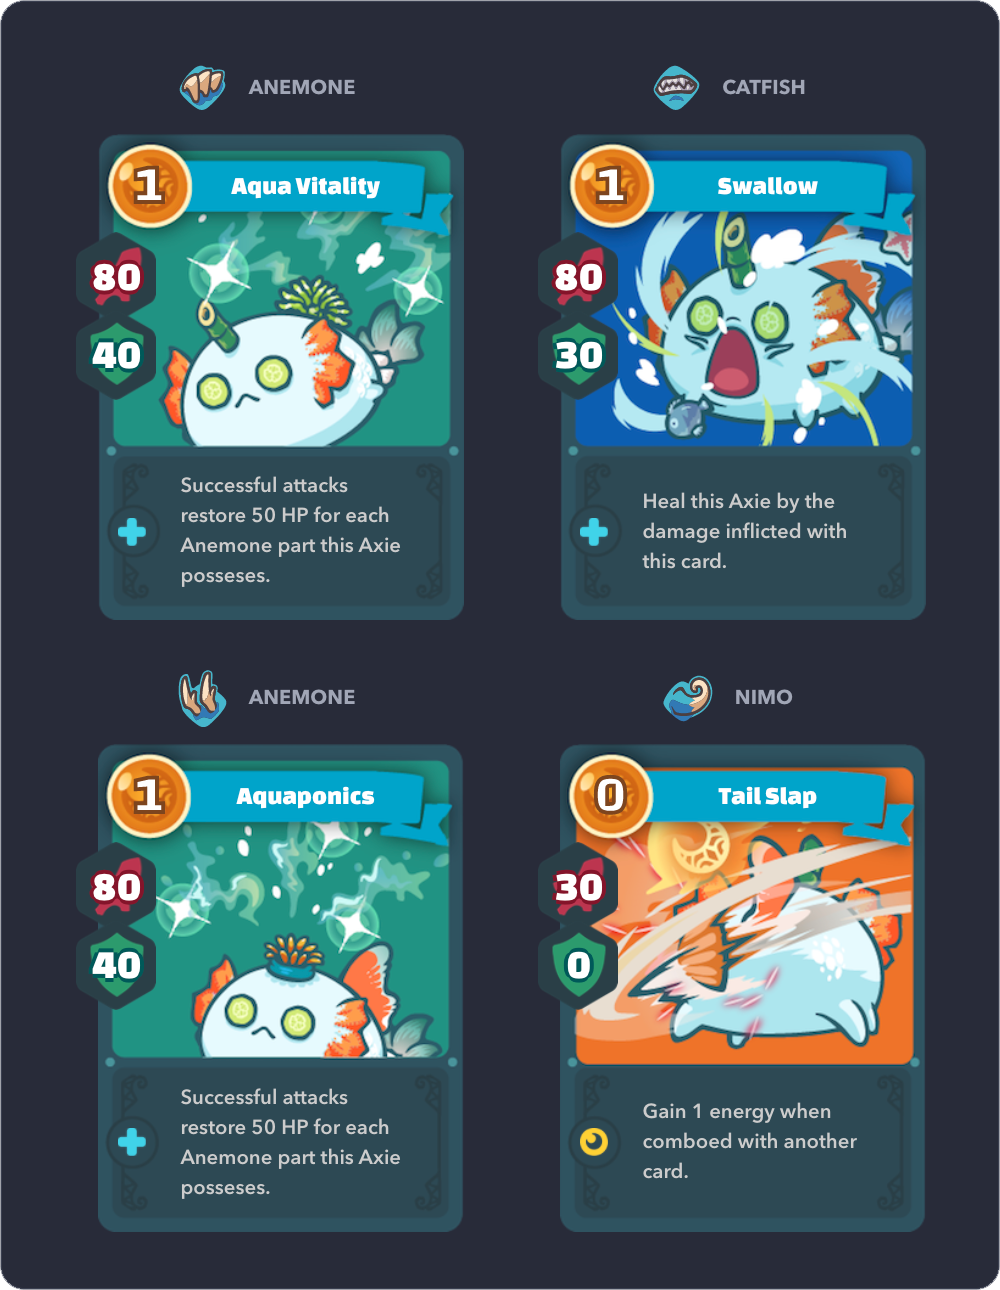 ANEMONE
CATFISH
1
Aqua Vitality
80
40
Successful attacks
restore 50 HP for each
Anemone part this Axie
posseses.
1
Swallow
80
30
Heal this Axie by the
damage inflicted with
this card.
ANEMONE
NIMO
1
Aquaponics
80
40
Successful attacks
restore 50 HP for each
Anemone part this Axie
posseses.
0
Tail Slap
30
0
Gain 1 energy when
comboed with another
card.